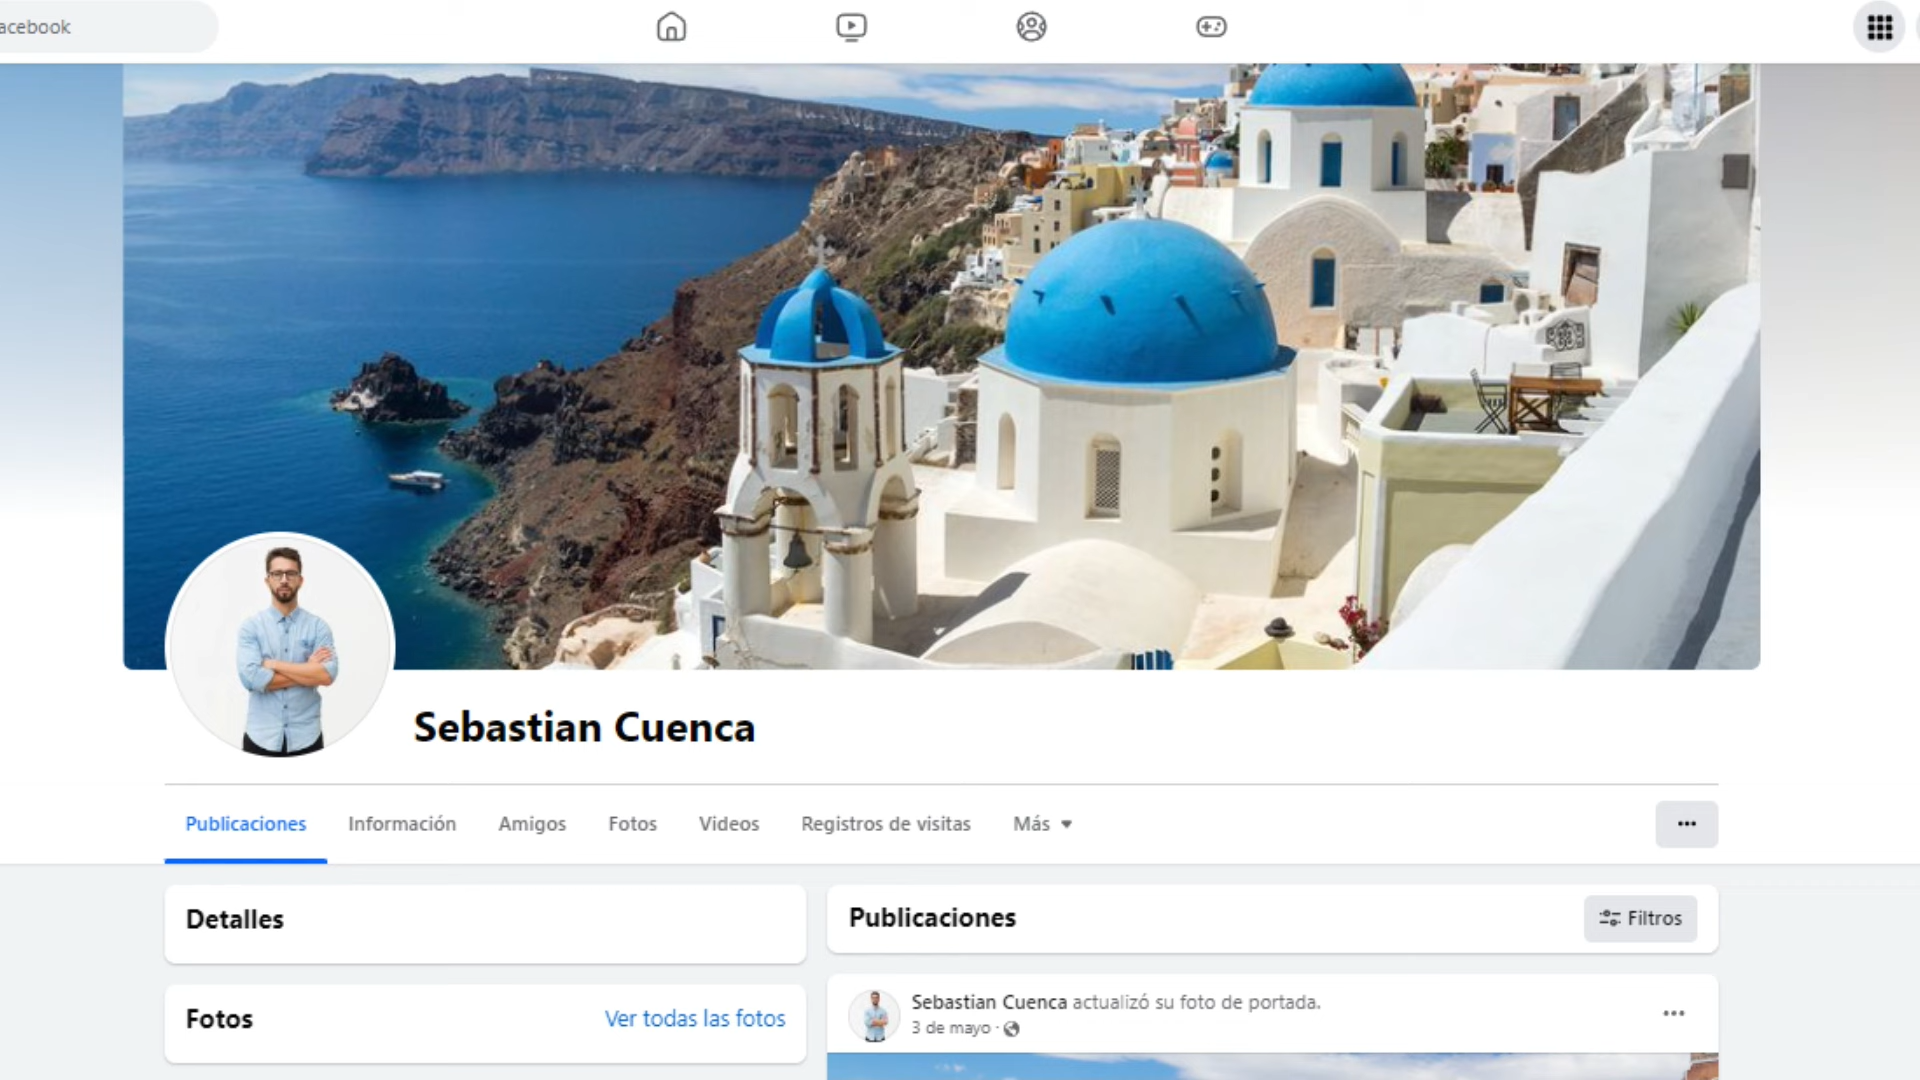 acebook
Sebastian Cuenca
Publicaciones Información Amigos Fotos Videos Registros de visitas Más
Detalles
Fotos Ver todas las fotos
Publicaciones Filtros
Sebastian Cuenca actualizó su foto de portada.
3 de mayo ·